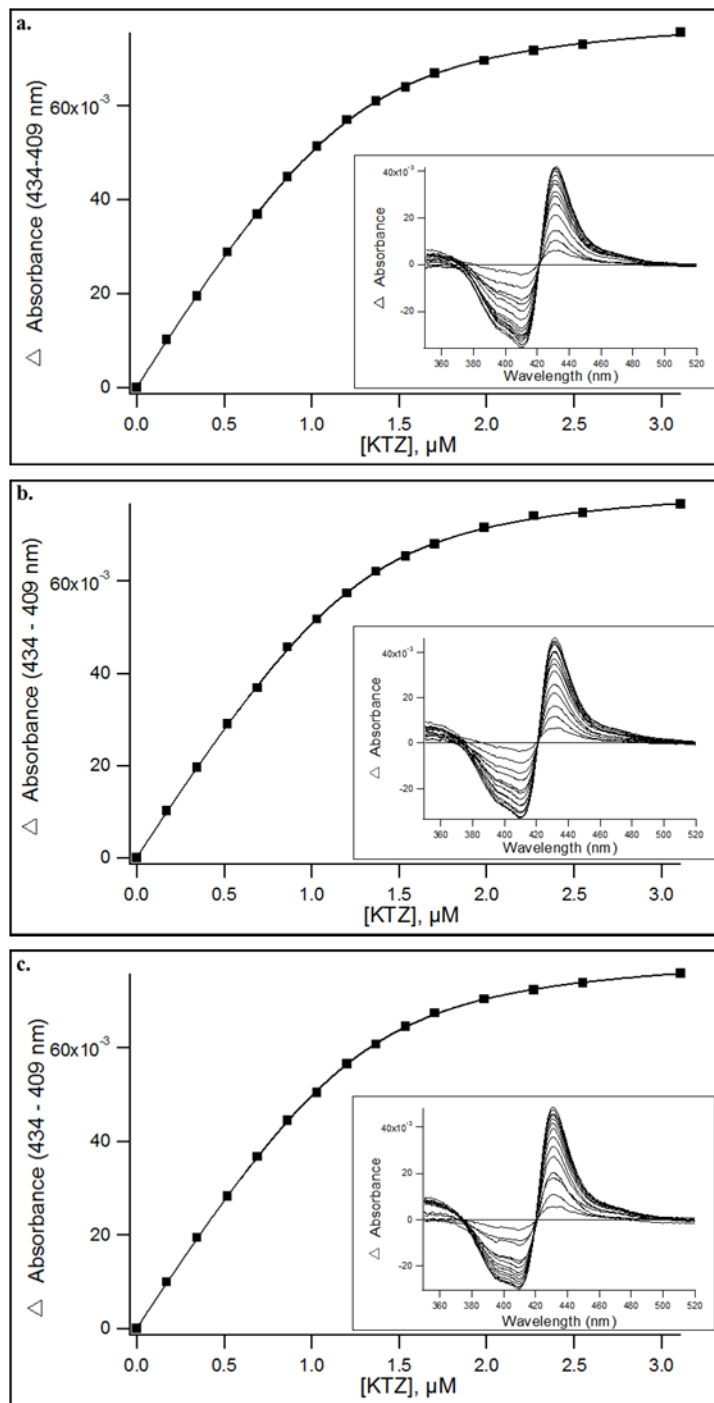 a.
△ Absorbance (434-409 nm)
60x10⁻³
40
20
0
0.0 0.5 1.0 1.5 2.0 2.5 3.0
[KTZ], µM
△ Absorbance
40x10⁻³
20
0
-20
360 380 400 420 440 460 480 500 520
Wavelength (nm)
b.
△ Absorbance (434 - 409 nm)
60x10⁻³
40
20
0
0.0 0.5 1.0 1.5 2.0 2.5 3.0
[KTZ], µM
△ Absorbance
40x10⁻³
20
0
-20
360 380 400 420 440 460 480 500 520
Wavelength (nm)
c.
△ Absorbance (434 - 409 nm)
60x10⁻³
40
20
0
0.0 0.5 1.0 1.5 2.0 2.5 3.0
[KTZ], µM
△ Absorbance
40x10⁻³
20
0
-20
360 380 400 420 440 460 480 500 520
Wavelength (nm)